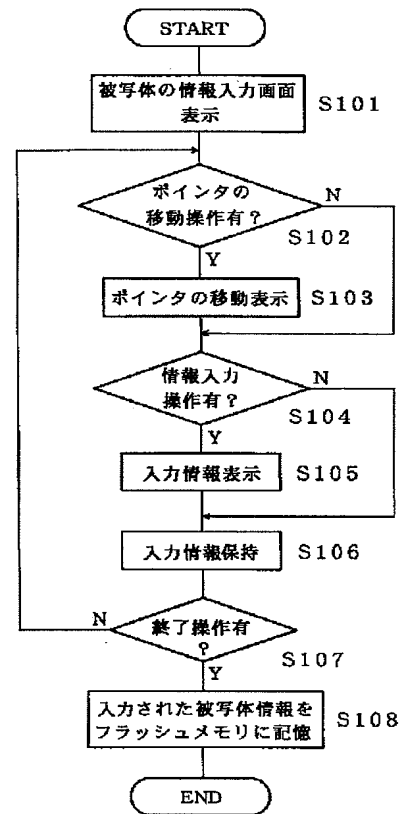 START
被写体の情報入力画面
表示
S101
ポインタの
移動操作有？
N
S102
Y
ポインタの移動表示
S103
情報入力
操作有？
N
S104
Y
入力情報表示
S105
入力情報保持
S106
N
終了操作有
？
S107
Y
入力された被写体情報を
フラッシュメモリに記憶
S108
END